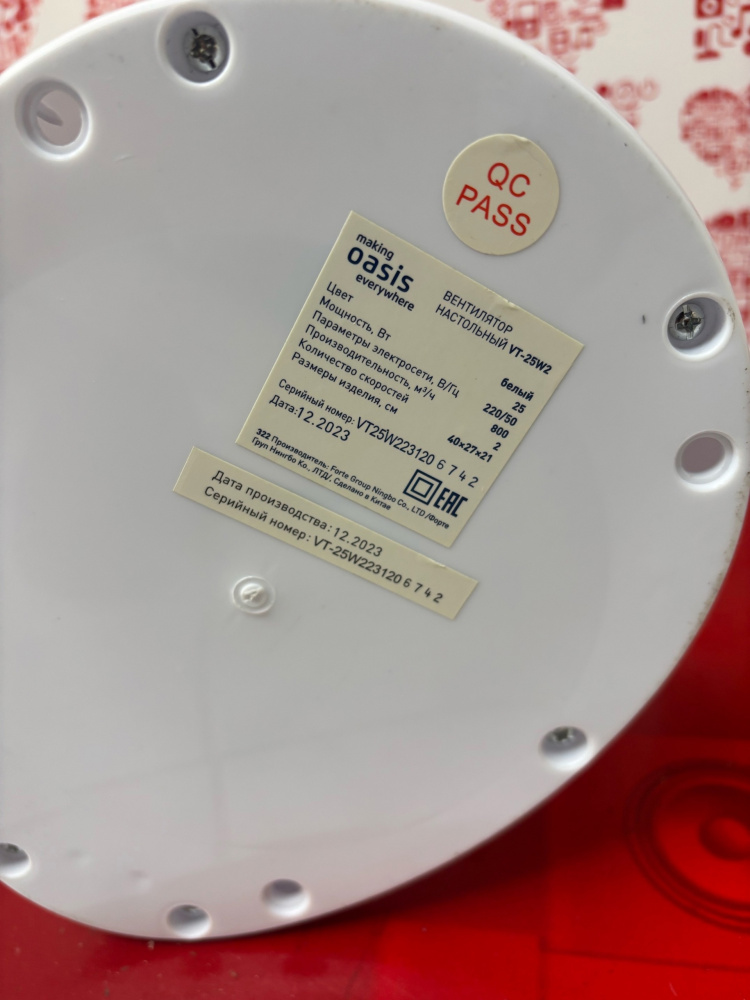 QC
PASS
making
oasis
everywhere
ВЕНТИЛЯТОР
НАСТОЛЬНЫЙ VT-25W2
Цвет белый
Мощность, Вт 25
Параметры электросети, В/Гц 220/50
Производительность, м³/ч 800
Количество скоростей 2
Размеры изделия, см 40×27×21
Серийный номер: VT25W223120 6 7 4 2
Дата:12.2023
322 Производитель: Forte Group Ningbo Co., LTD /Форте
Груп Нингбо Ко., ЛТД/. Сделано в Китае
EAC
Дата производства: 12.2023
Серийный номер: VT-25W223120 6 7 4 2